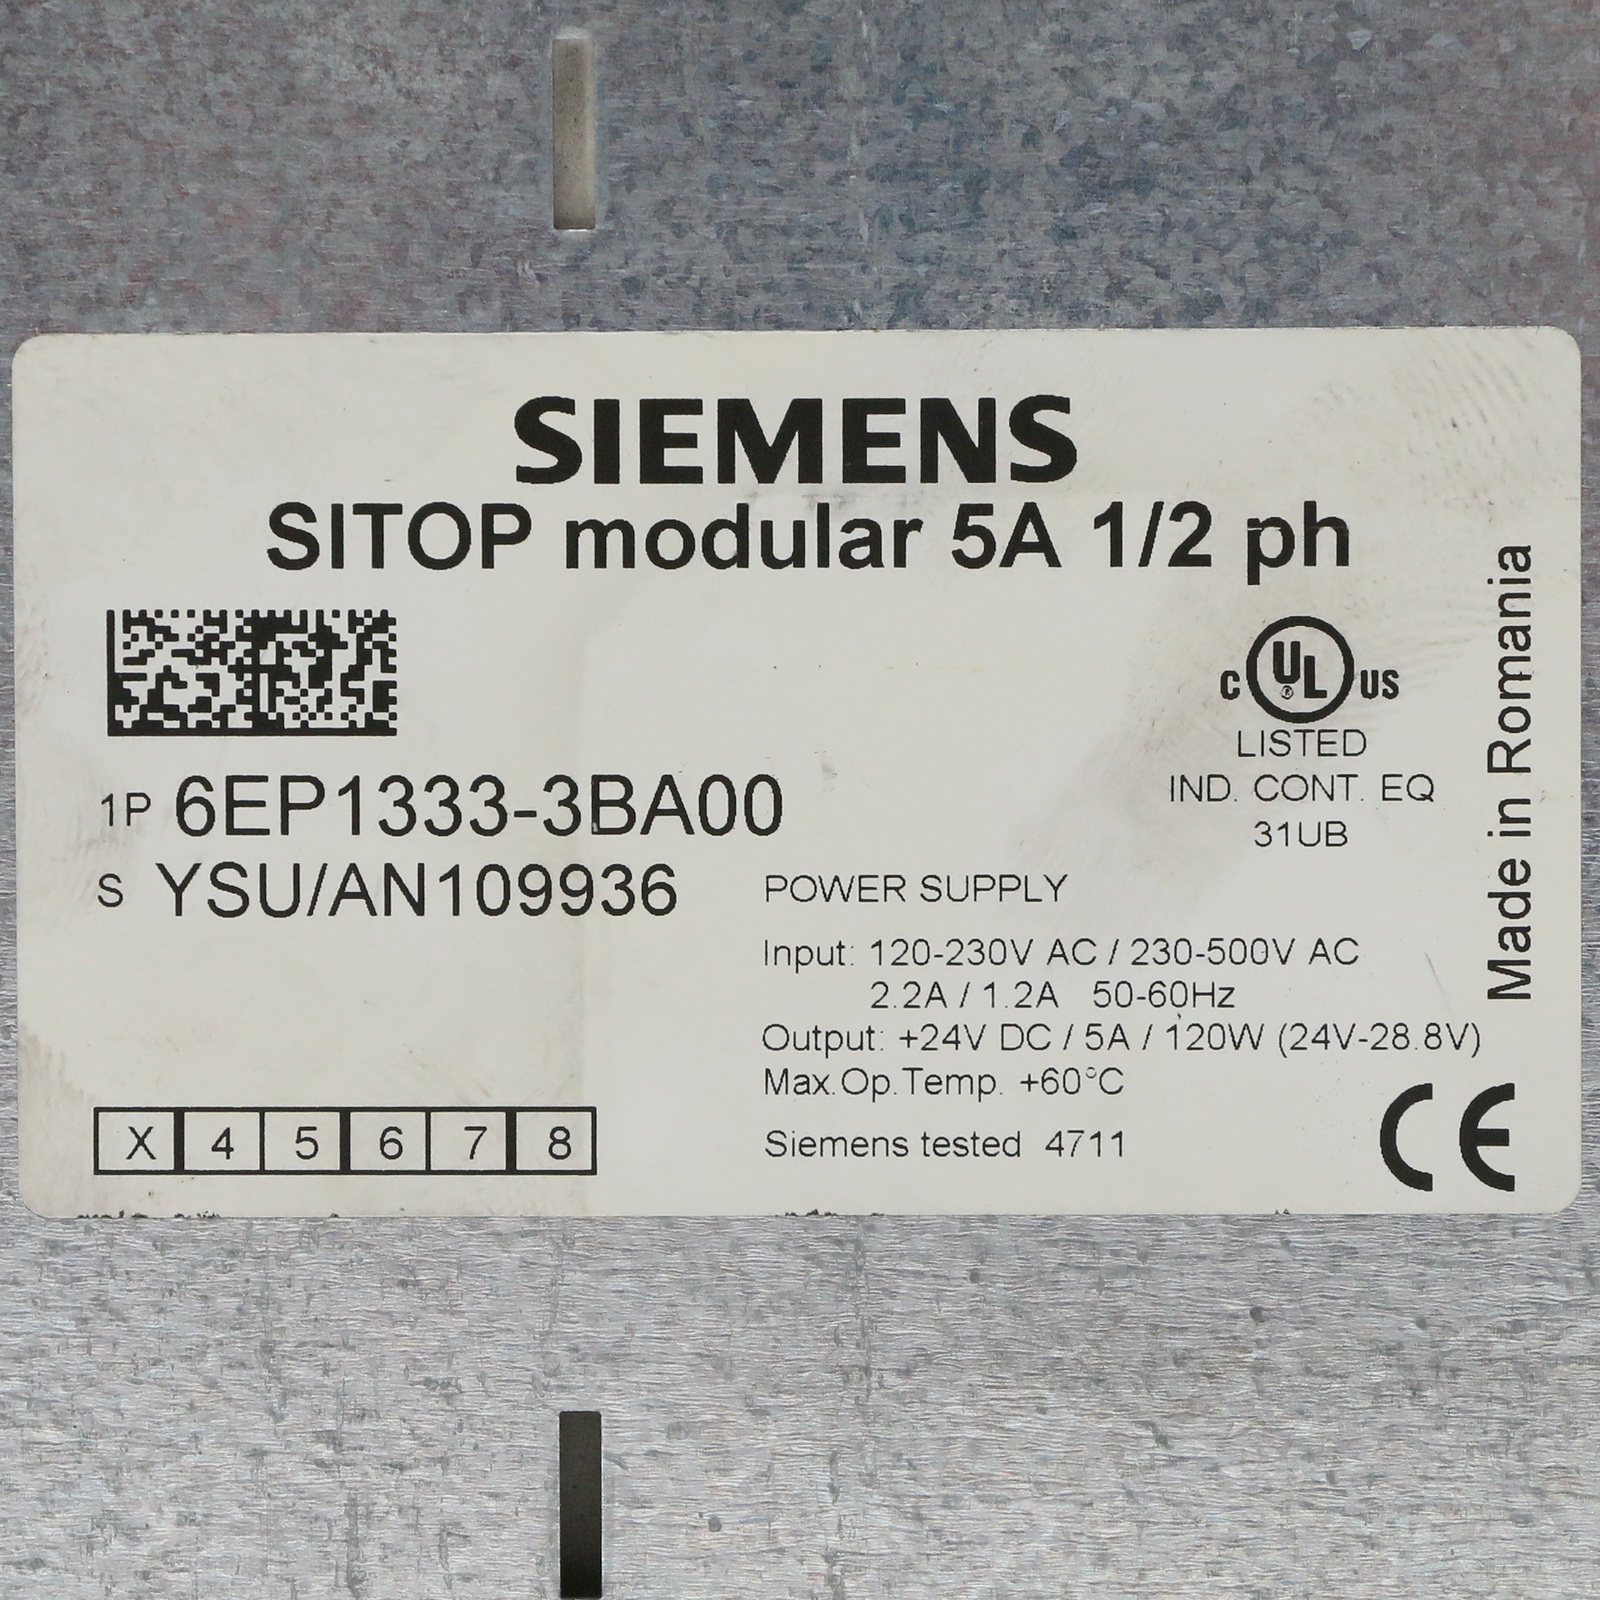 SIEMENS
SITOP modular 5A 1/2 ph
C UL ® US
LISTED
IND. CONT. EQ
31UB
Made in Romania
1P 6EP1333-3BA00
S YSU/AN109936
POWER SUPPLY
Input: 120-230V AC / 230-500V AC
2.2A / 1.2A 50-60Hz
Output: +24V DC / 5A / 120W (24V-28.8V)
Max.Op.Temp. +60°C
Siemens tested 4711
X 4 5 6 7 8
CE